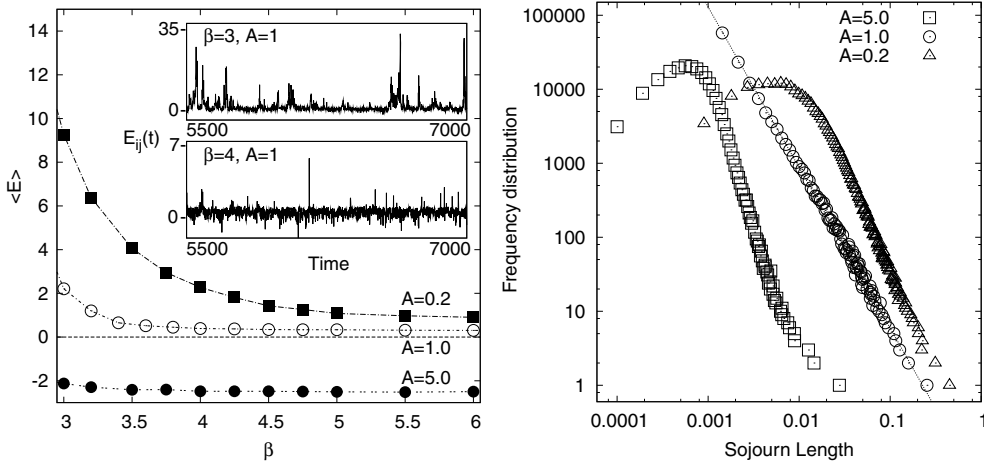 14
12
10
8
6
4
2
0
-2
<E>
3
3.5
4
4.5
5
5.5
6
β
35
0
β=3, A=1
5500
7000
E_ij(t)
7
0
β=4, A=1
5500
7000
Time
A=0.2
A=1.0
A=5.0
100000
10000
1000
100
10
1
Frequency distribution
0.0001
0.001
0.01
0.1
1
Sojourn Length
A=5.0
A=1.0
A=0.2